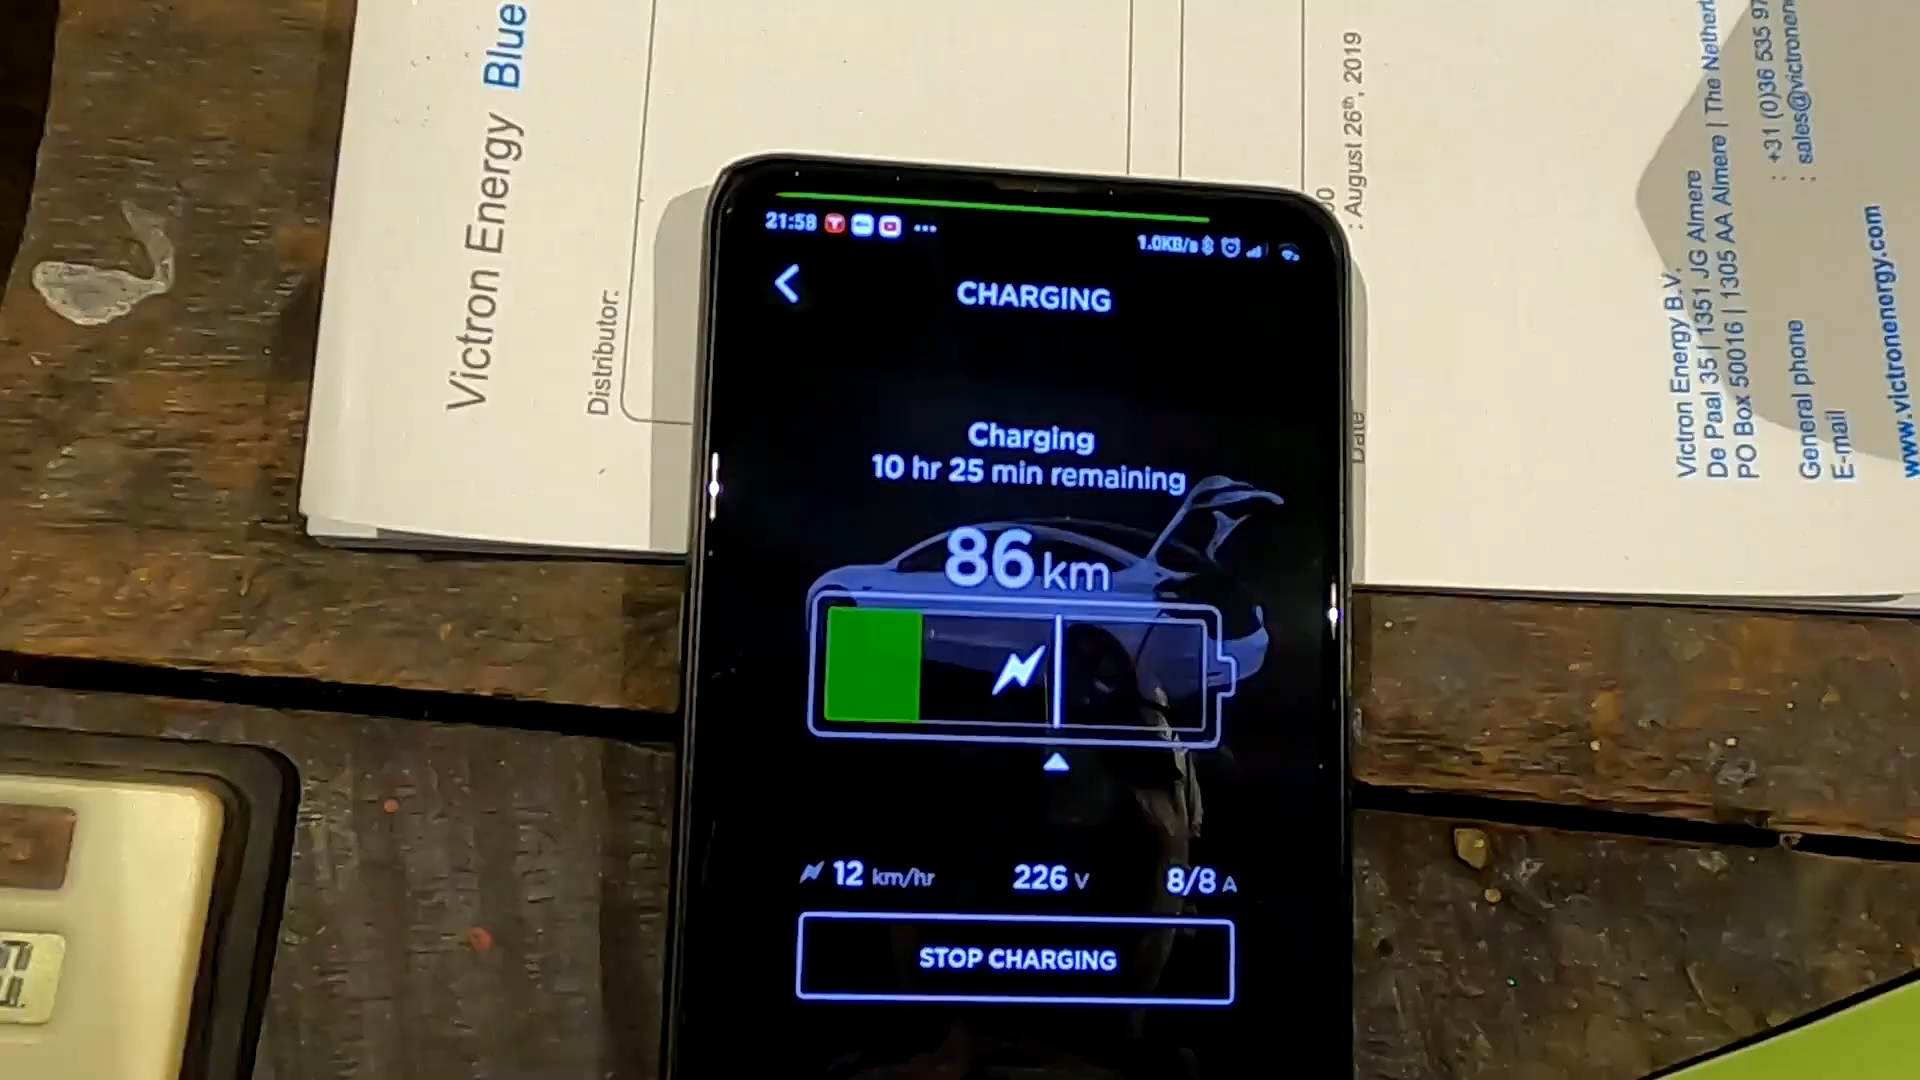 Victron Energy Blue
Distributor:
: August 26th, 2019
Date
Victron Energy B.V.
De Paal 35 | 1351 JG Almere
PO Box 50016 | 1305 AA Almere | The Netherl
General phone : +31 (0)36 535 97
E-mail : sales@victronener
www.victronenergy.com
21:58 ... 1.0KB/s
CHARGING
Charging
10 hr 25 min remaining
86 km
12 km/hr 226 V 8/8 A
STOP CHARGING